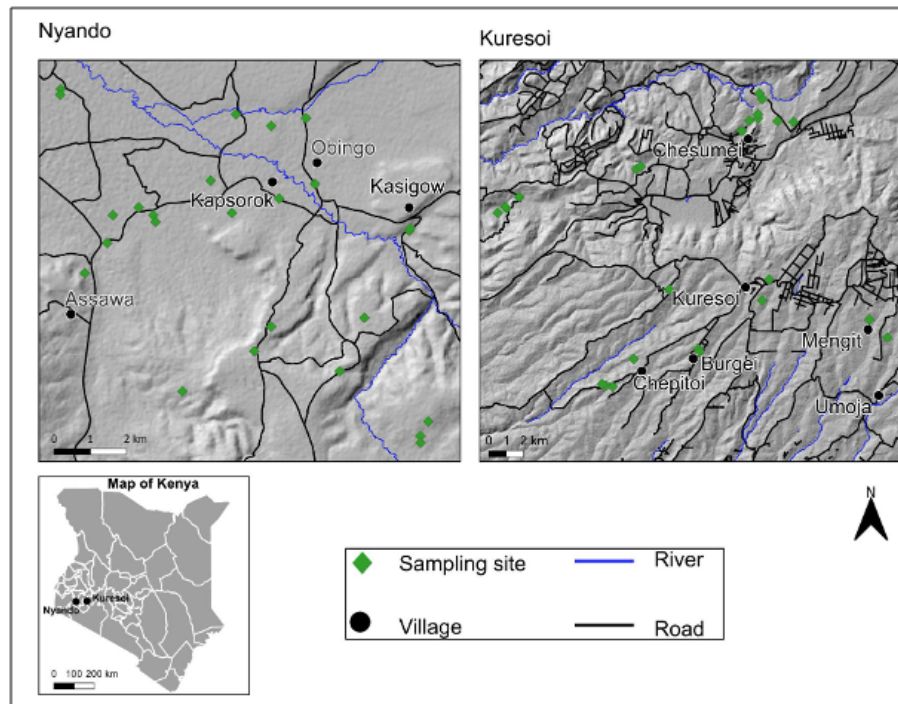 Nyando
Kuresoi
Obingo
Kapsorok
Kasigow
Assawa
0 1 2 km
Chesumei
Kuresoi
Mengit
Burgei
Chepitoi
Umoja
0 1 2 km
Map of Kenya
Kuresoi
Nyando
0 100 200 km
N
Sampling site
River
Village
Road